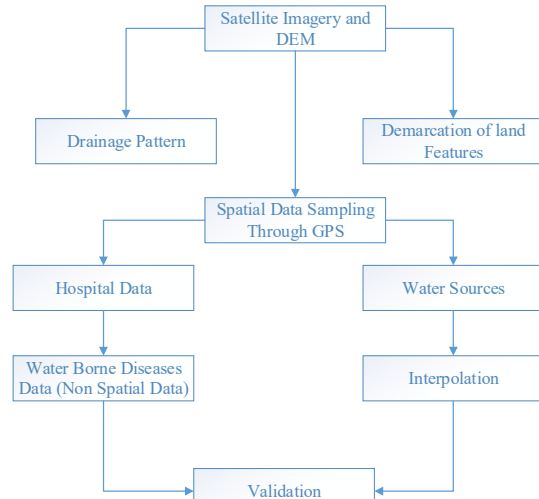 Satellite Imagery and
DEM
Drainage Pattern
Demarcation of land
Features
Spatial Data Sampling
Through GPS
Hospital Data
Water Sources
Water Borne Diseases
Data (Non Spatial Data)
Interpolation
Validation